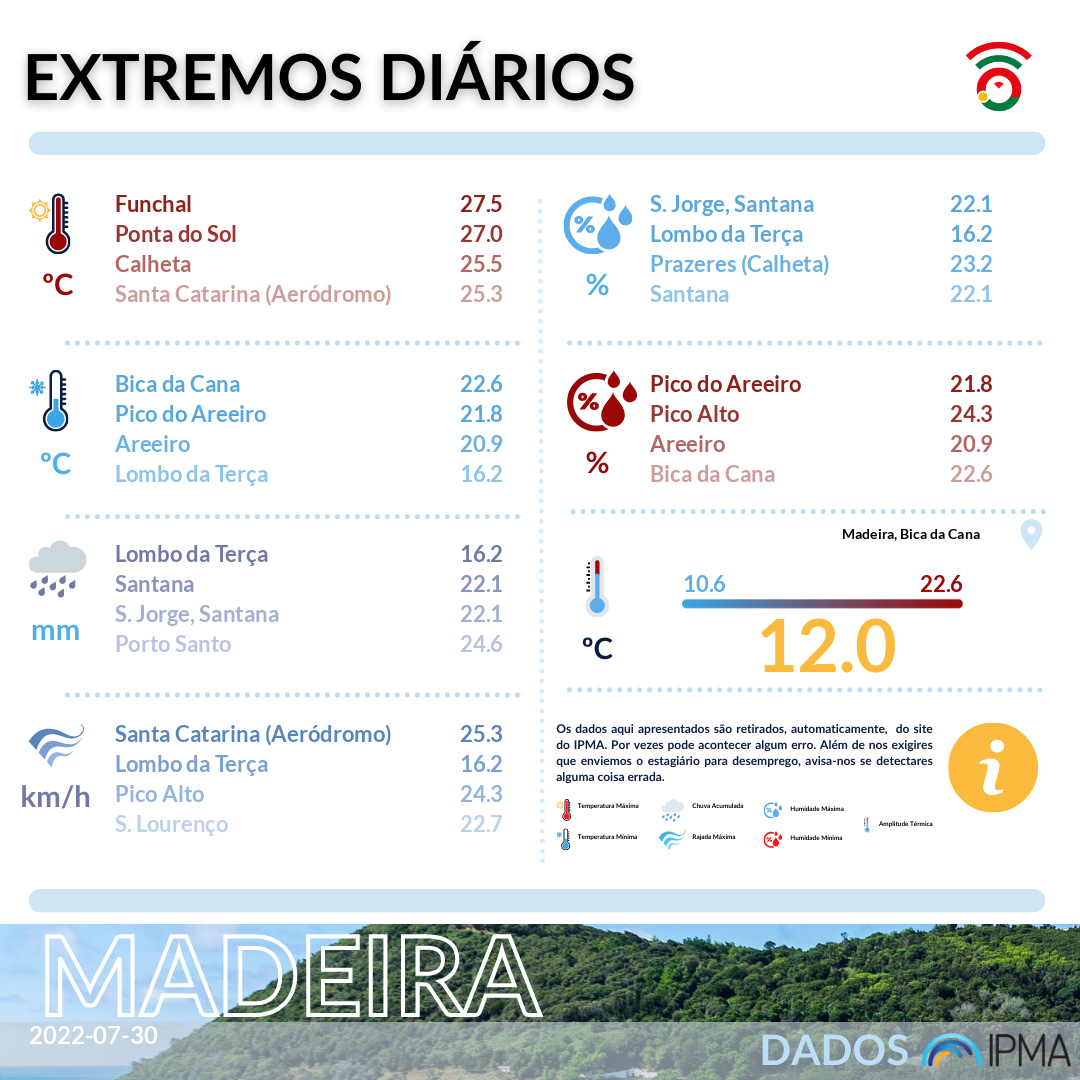 EXTREMOS DIÁRIOS
Funchal 27.5
Ponta do Sol 27.0
Calheta 25.5
Santa Catarina (Aeródromo) 25.3
ºC
Bica da Cana 22.6
Pico do Areeiro 21.8
Areeiro 20.9
Lombo da Terça 16.2
ºC
Lombo da Terça 16.2
Santana 22.1
S. Jorge, Santana 22.1
Porto Santo 24.6
mm
Santa Catarina (Aeródromo) 25.3
Lombo da Terça 16.2
Pico Alto 24.3
S. Lourenço 22.7
km/h
%
S. Jorge, Santana 22.1
Lombo da Terça 16.2
Prazeres (Calheta) 23.2
Santana 22.1
%
%
Pico do Areeiro 21.8
Pico Alto 24.3
Areeiro 20.9
Bica da Cana 22.6
%
Madeira, Bica da Cana
10.6 22.6
12.0
ºC
Os dados aqui apresentados são retirados, automaticamente, do site
do IPMA. Por vezes pode acontecer algum erro. Além de nos exigires
que enviemos o estagiário para desemprego, avisa-nos se detectares
alguma coisa errada.
i
Temperatura Máxima Chuva Acumulada Humidade Máxima
Amplitude Térmica
Temperatura Mínima Rajada Máxima Humidade Mínima
MADEIRA
2022-07-30
DADOS IPMA